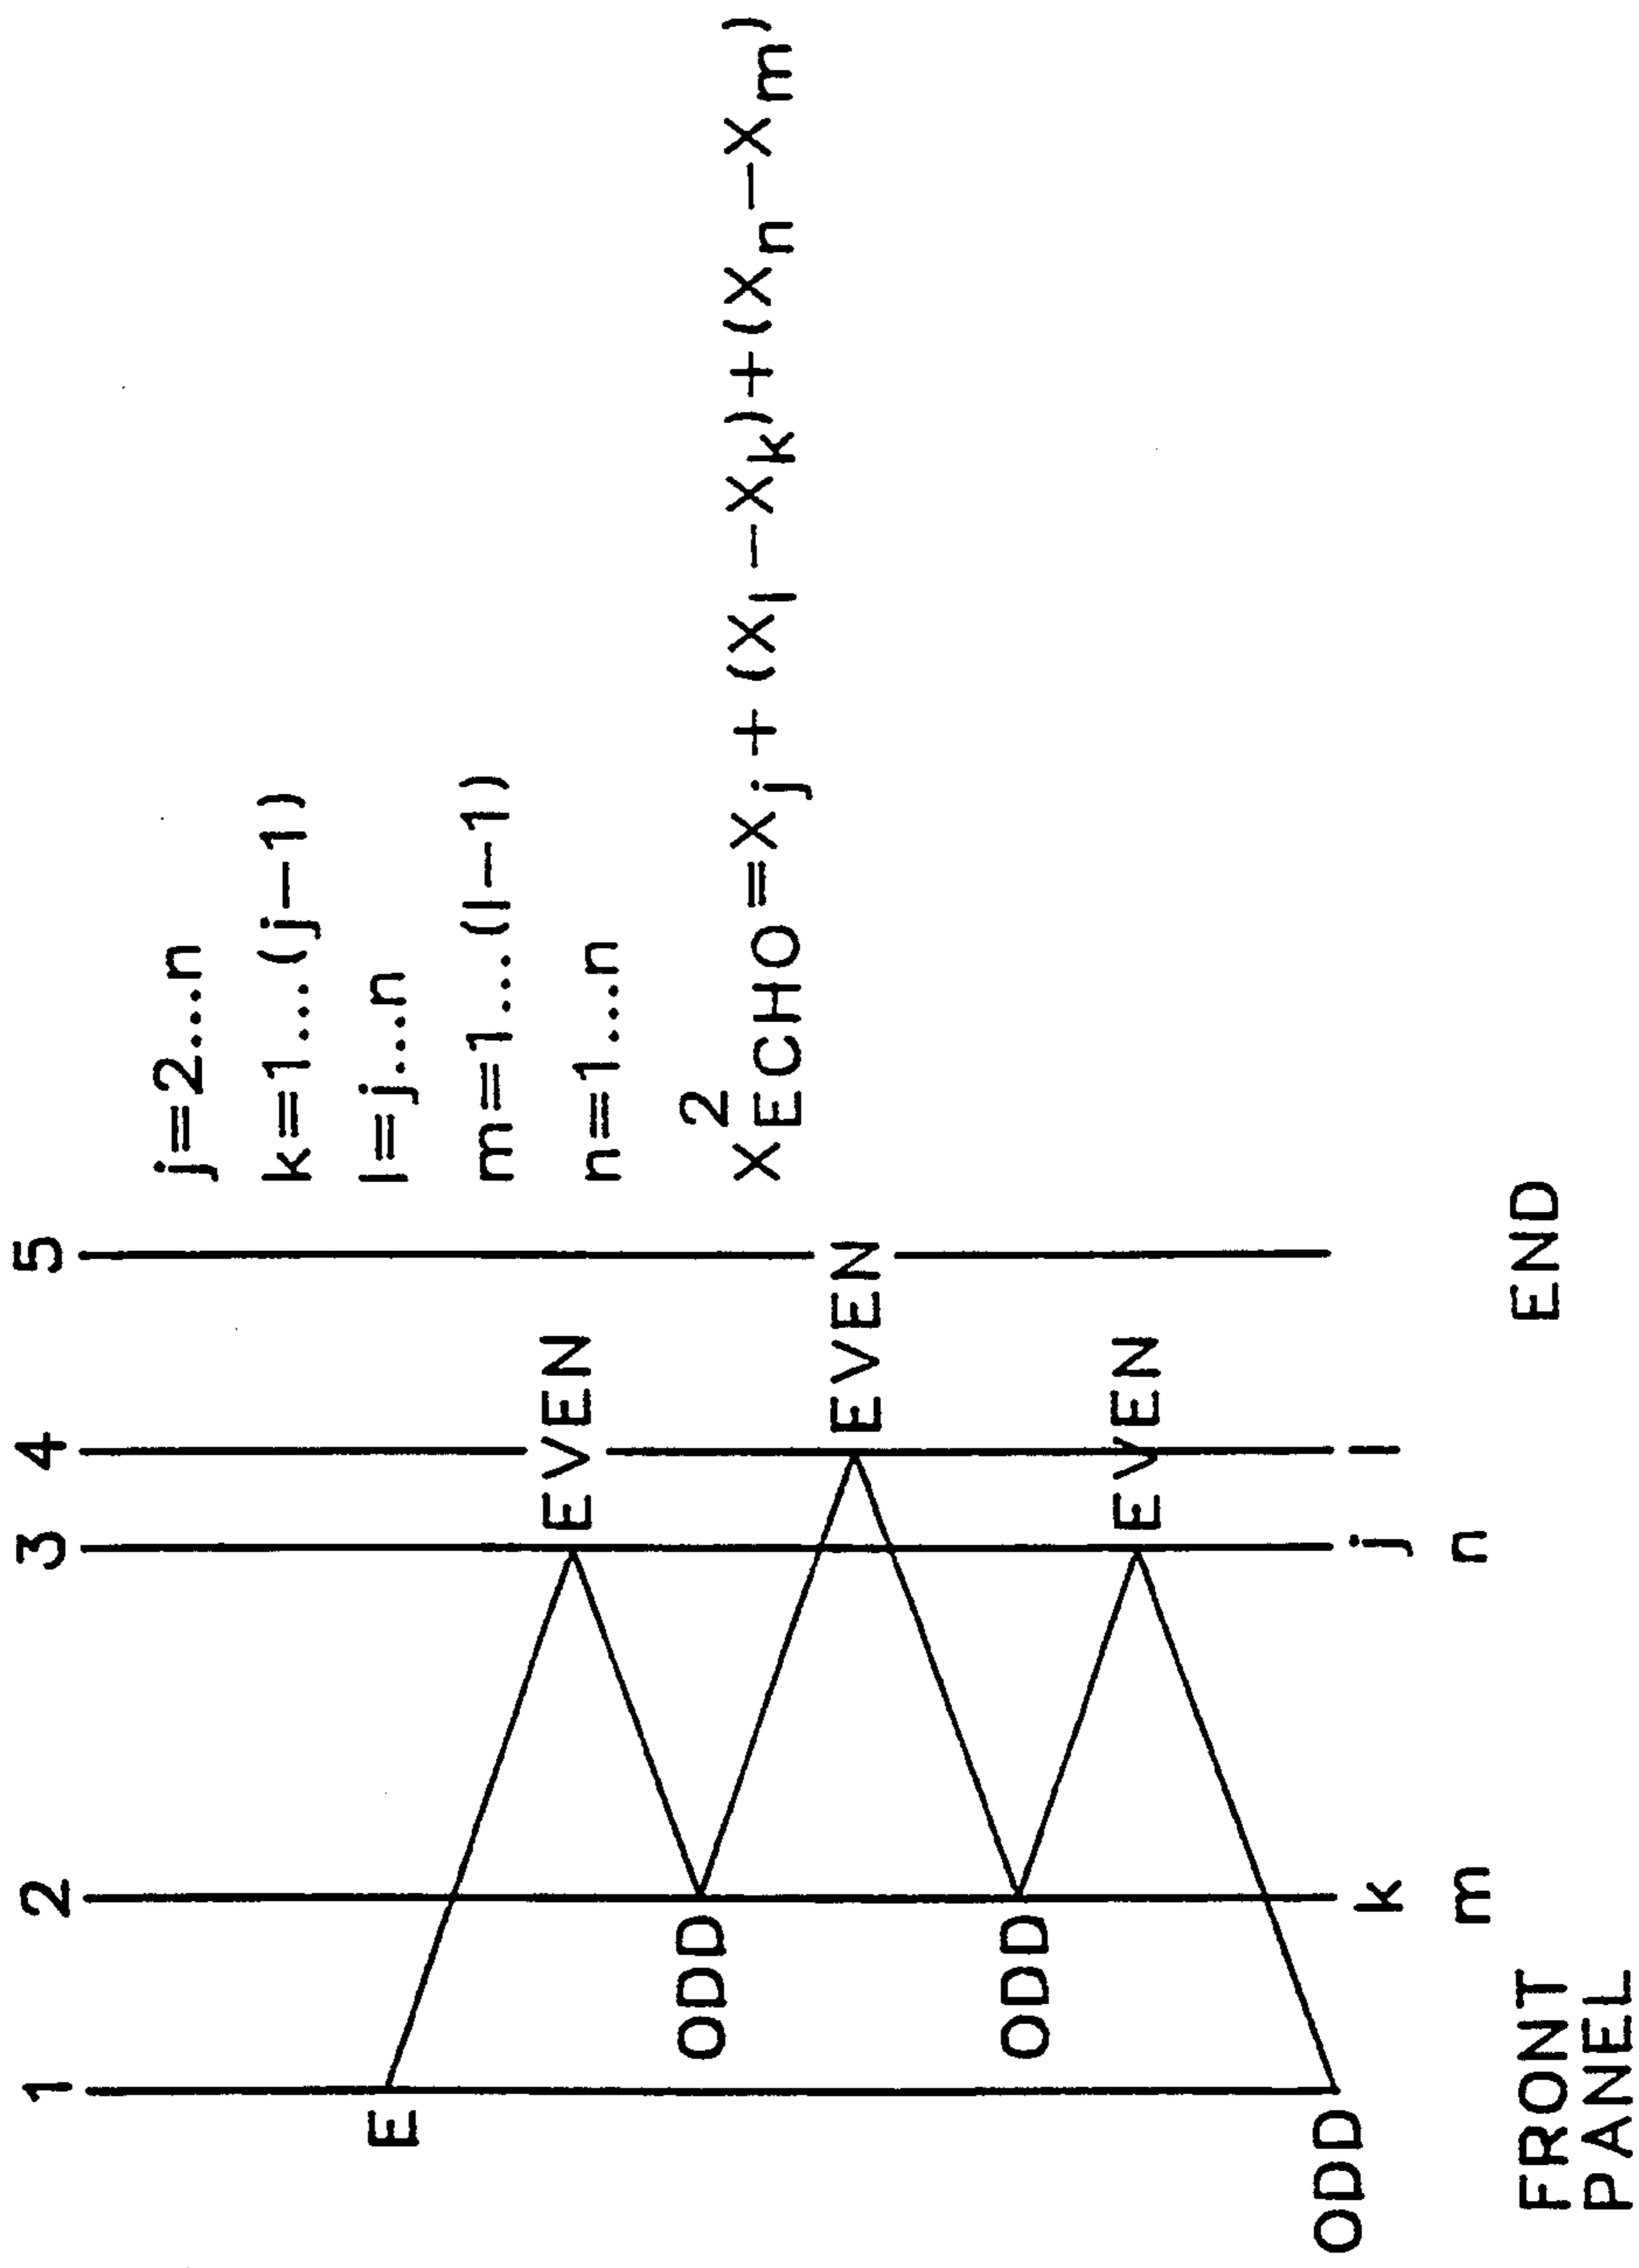 1 2 3 4 5
E
EVEN
ODD
EVEN
ODD
EVEN
ODD
k j l
m n
FRONT
PANEL
END
j=2...n
k=1...(j−1)
l=j...n
m=1...(l−1)
n=1...n
X²ECHO=Xj+(Xl−Xk)+(Xn−Xm)